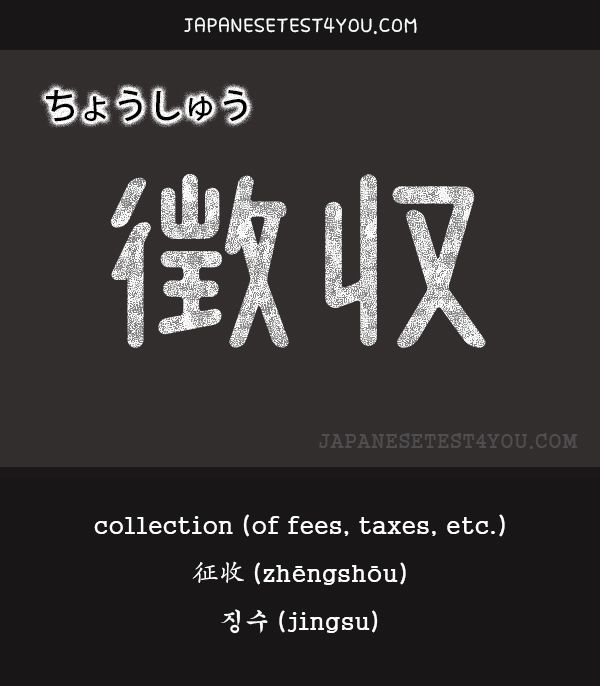 JAPANESETEST4YOU.COM
ちょうしゅう
徴収
JAPANESETEST4YOU.COM
collection (of fees, taxes, etc.)
征收 (zhēngshōu)
징수 (jingsu)